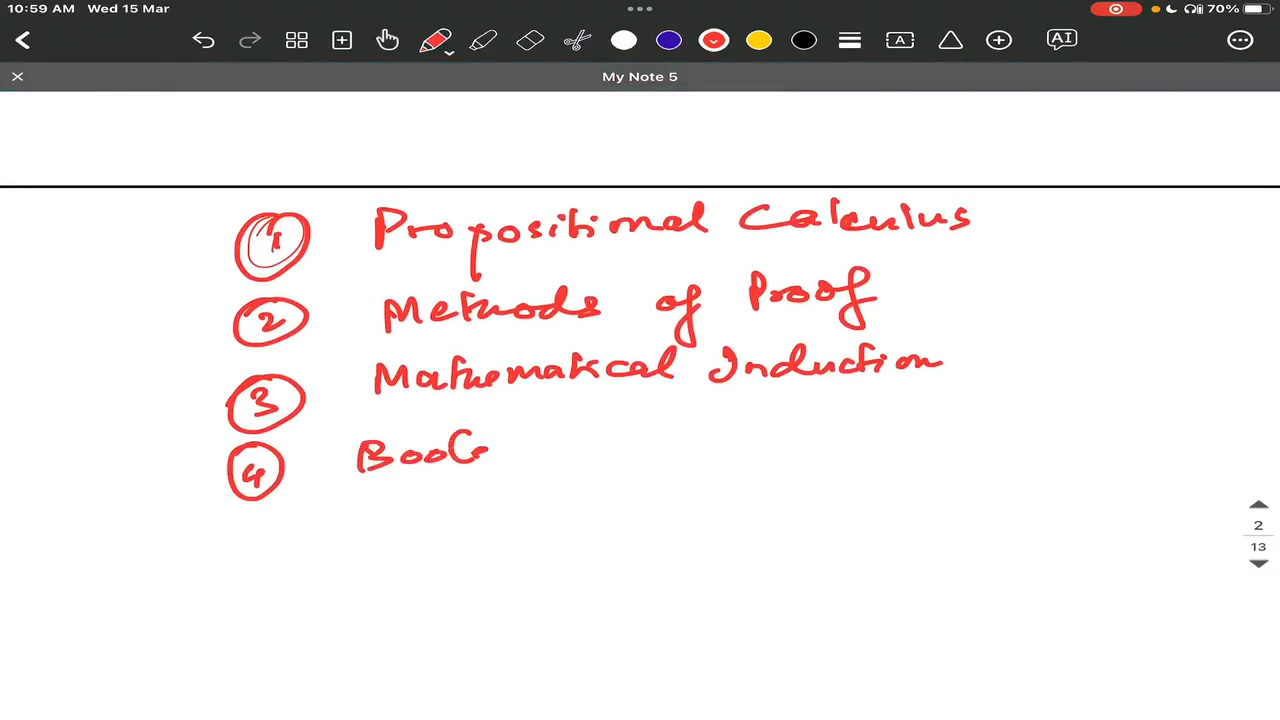 10:59 AM Wed 15 Mar 70%
A AI
My Note 5
1 Propositional Calculus
2 Methods of Proof
3 Mathematical Induction
4
2
13